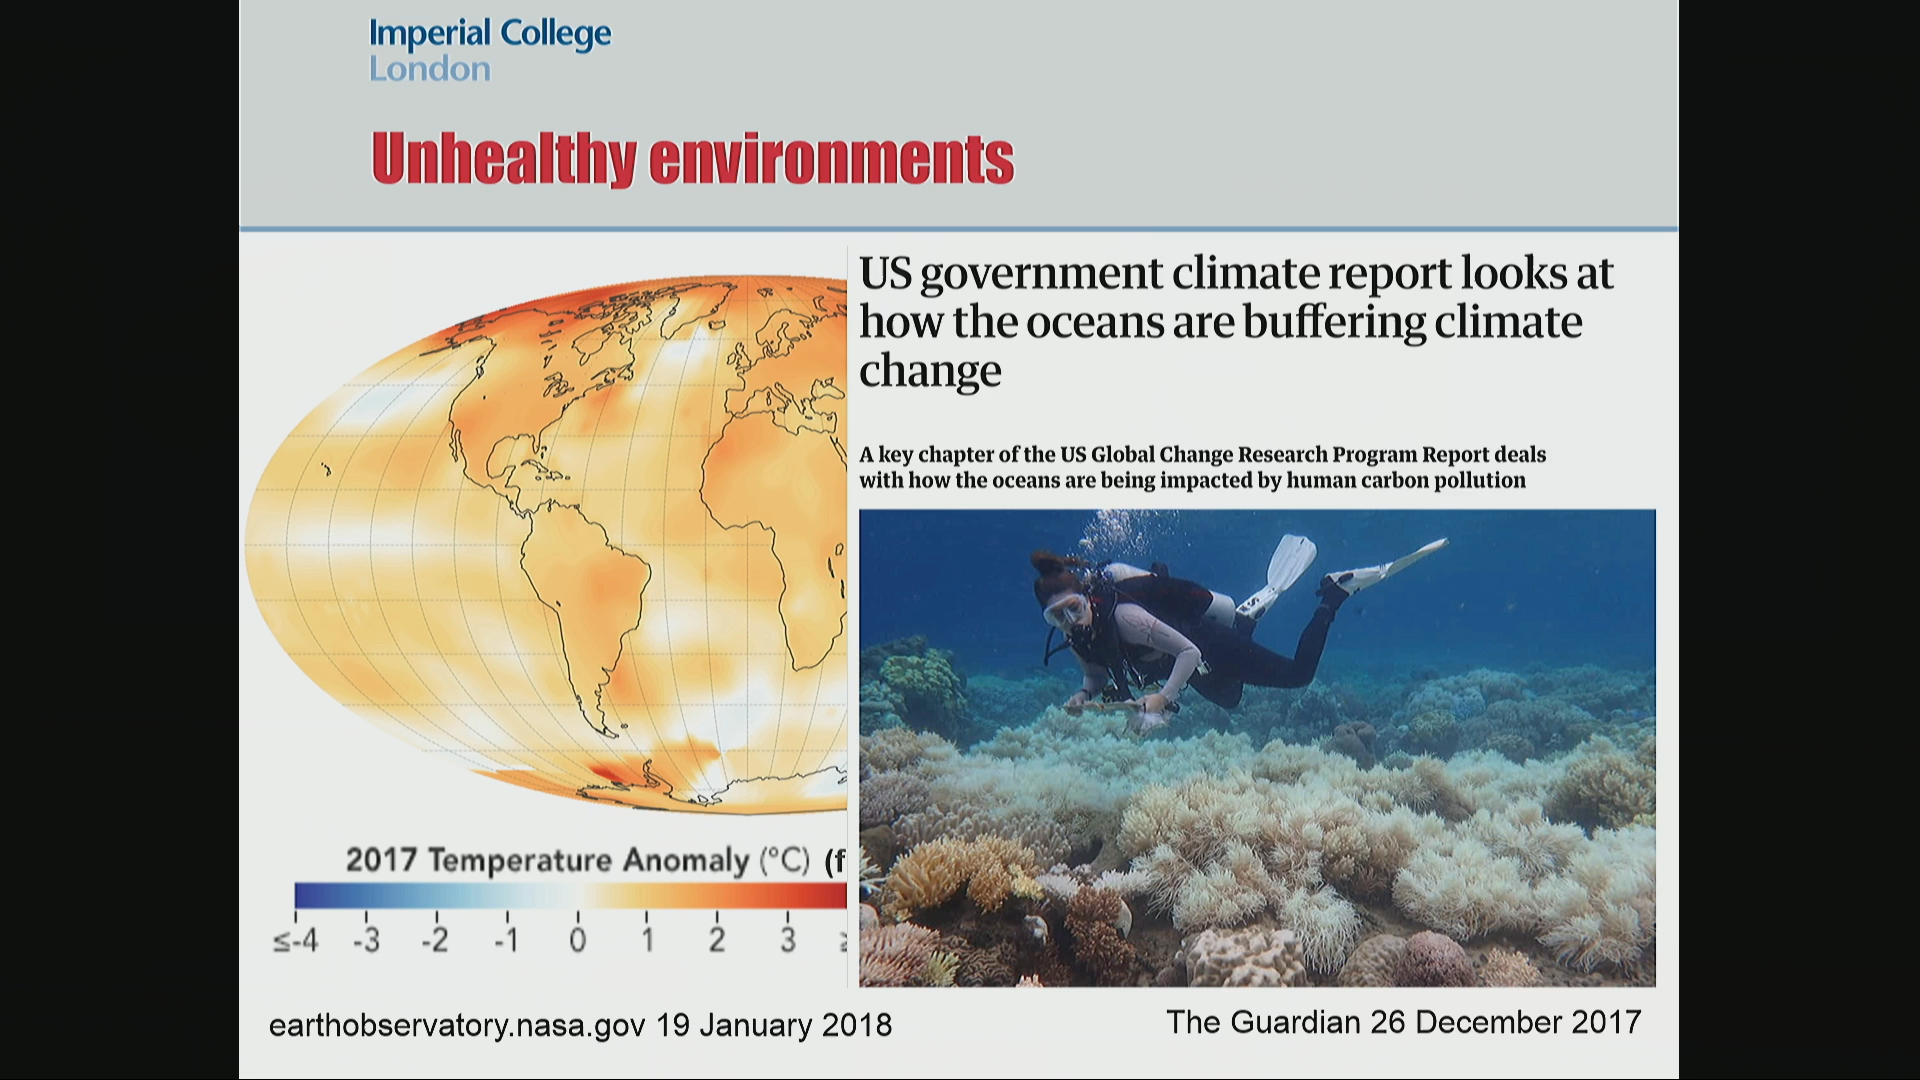 Imperial College
London
Unhealthy environments
US government climate report looks at
how the oceans are buffering climate
change
A key chapter of the US Global Change Research Program Report deals
with how the oceans are being impacted by human carbon pollution
2017 Temperature Anomaly (°C) (f
≤-4 -3 -2 -1 0 1 2 3
earthobservatory.nasa.gov 19 January 2018
The Guardian 26 December 2017